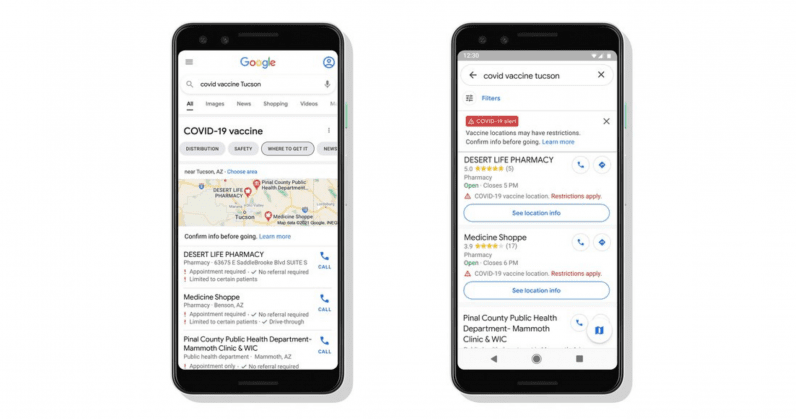 Google
covid vaccine Tucson
All Images News Shopping Videos
COVID-19 vaccine
DISTRIBUTION SAFETY WHERE TO GET IT NEWS
near Tucson, AZ · Choose area
Pinal County Public
Health Department...
DESERT LIFE
PHARMACY
Tucson
Medicine Shoppe
Map data ©2021 Google, INEGI
Confirm info before going. Learn more
DESERT LIFE PHARMACY
Pharmacy · 63675 E SaddleBrooke Blvd SUITE S
! Appointment required · ✓ No referral required
! Limited to certain patients
CALL
Medicine Shoppe
Pharmacy · Benson, AZ
! Appointment required · ✓ No referral required
! Limited to certain patients · ✓ Drive-through
CALL
Pinal County Public Health Department-
Mammoth Clinic & WIC
Public health department · Mammoth, AZ
! Appointment only · ✓ No referral required
CALL
12:30
covid vaccine tucson
Filters
COVID-19 alert
Vaccine locations may have restrictions.
Confirm info before going. Learn more
DESERT LIFE PHARMACY
5.0 ★★★★★ (5)
Pharmacy
Open · Closes 5 PM
COVID-19 vaccine location. Restrictions apply.
See location info
Medicine Shoppe
3.9 ★★★★ (17)
Pharmacy
Open · Closes 6 PM
COVID-19 vaccine location. Restrictions apply.
See location info
Pinal County Public Health
Department- Mammoth
Clinic & WIC